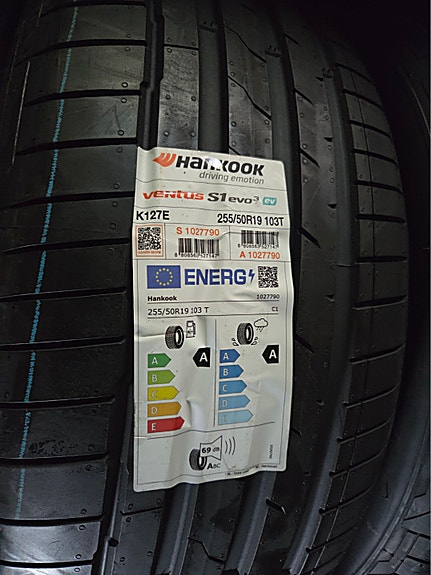 HANKOOK
driving emotion
ventus S1 evo3 ev
K127E 255/50R19 103T
S 1027790
A 1027790
ENERG
Hankook 1027790
255/50R19 103 T C1
A A
A A
B B
C C
D D
E
69 dB
ABC